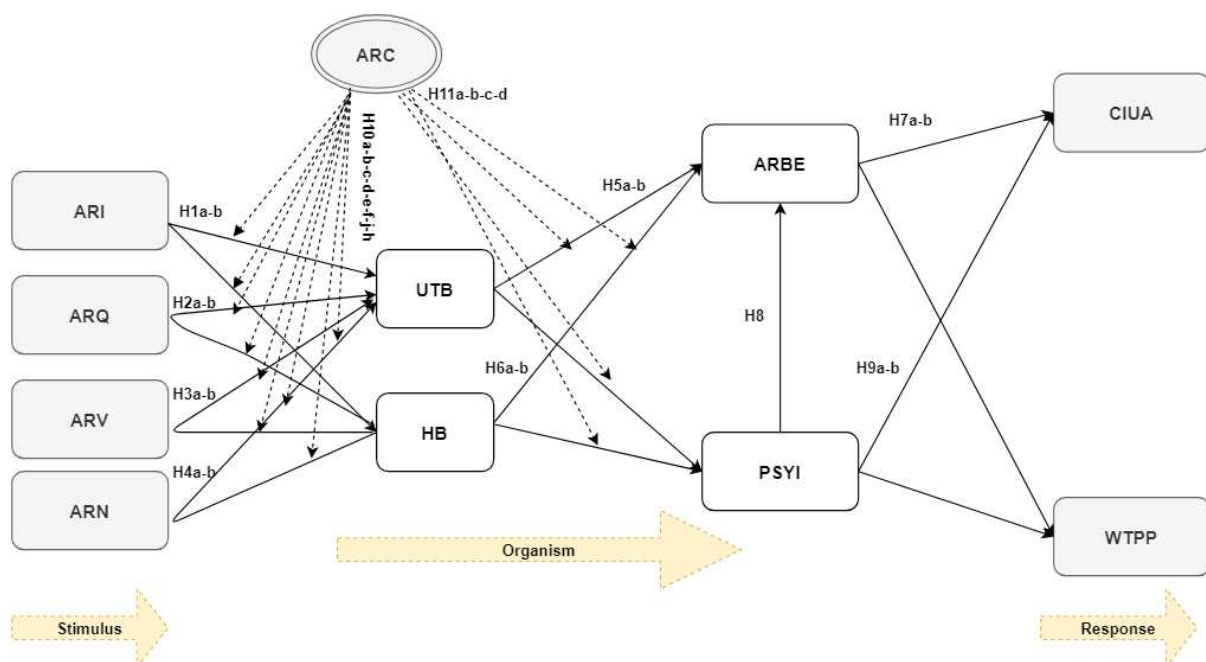 ARC
H11a-b-c-d
H10a-b-c-d-e-f-j-h
H7a-b
CIUA
ARBE
ARI
H1a-b
H5a-b
UTB
H2a-b
ARQ
H8
H6a-b
H9a-b
H3a-b
ARV
HB
H4a-b
PSYI
ARN
WTPP
Organism
Stimulus
Response